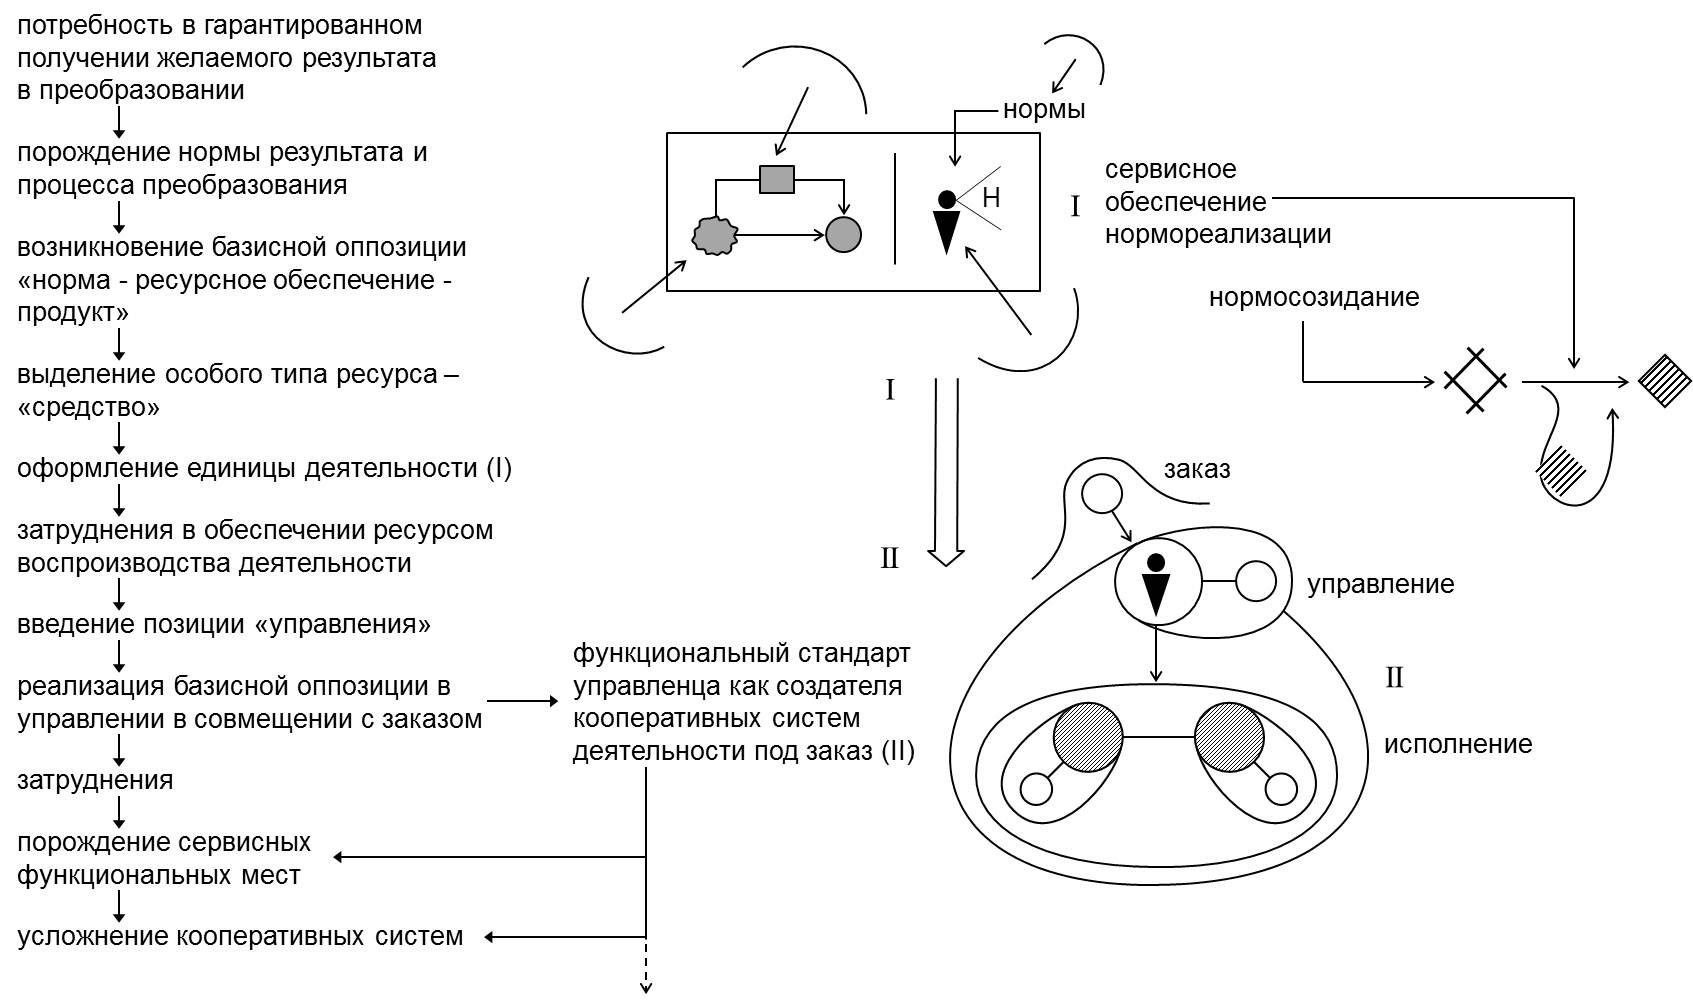 потребность в гарантированном
получении желаемого результата
в преобразовании
порождение нормы результата и
процесса преобразования
возникновение базисной оппозиции
«норма - ресурсное обеспечение -
продукт»
выделение особого типа ресурса –
«средство»
оформление единицы деятельности (I)
затруднения в обеспечении ресурсом
воспроизводства деятельности
введение позиции «управления»
реализация базисной оппозиции в
управлении в совмещении с заказом
затруднения
порождение сервисных
функциональных мест
усложнение кооперативных систем
функциональный стандарт
управленца как создателя
кооперативных систем
деятельности под заказ (II)
нормы
Н
I
сервисное
обеспечение
нормореализации
нормосозидание
I
II
заказ
управление
II
исполнение